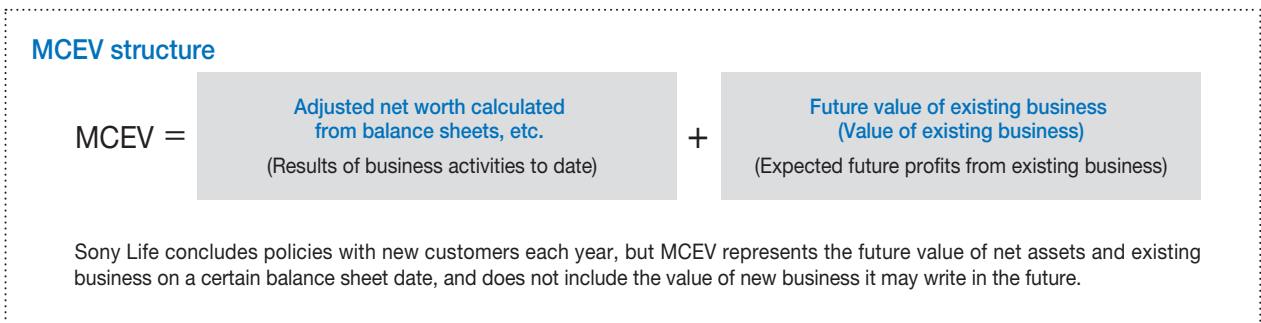 MCEV structure
MCEV =
Adjusted net worth calculated
from balance sheets, etc.
(Results of business activities to date)
+
Future value of existing business
(Value of existing business)
(Expected future profits from existing business)
Sony Life concludes policies with new customers each year, but MCEV represents the future value of net assets and existing
business on a certain balance sheet date, and does not include the value of new business it may write in the future.